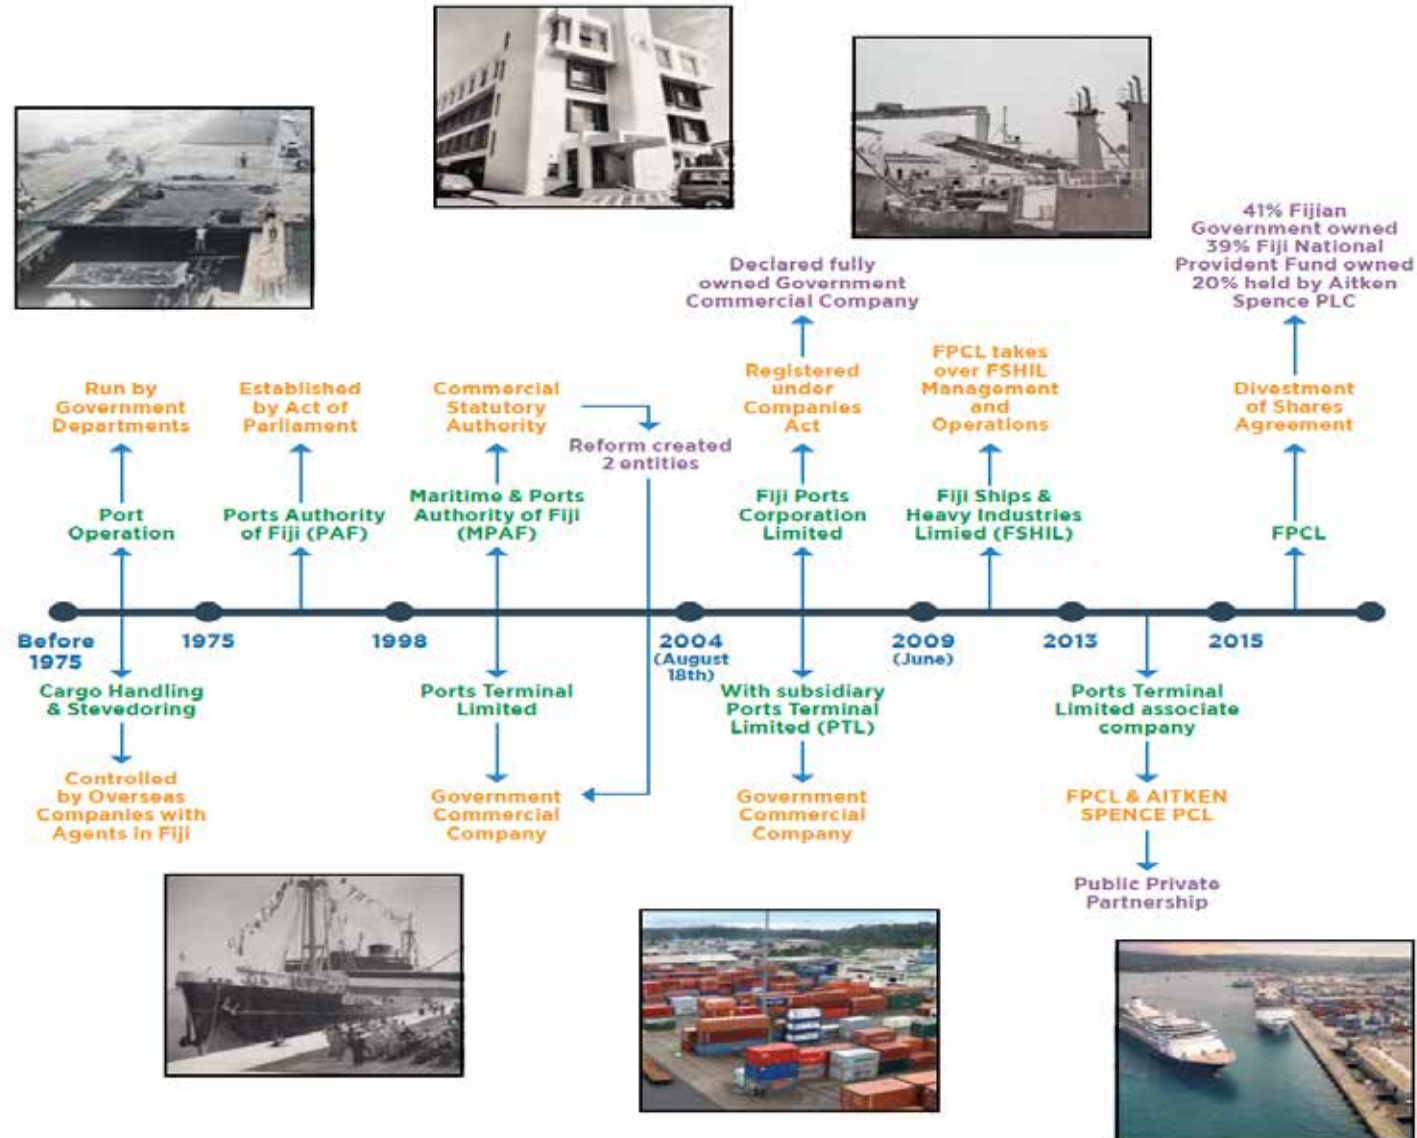 41% Fijian
Government owned
39% Fiji National
Provident Fund owned
20% held by Aitken
Spence PLC
Declared fully
owned Government
Commercial Company
Run by
Government
Departments
Established
by Act of
Parliament
Commercial
Statutory
Authority
Reform created
2 entities
Registered
under
Companies
Act
FPCL takes
over FSHIL
Management
and
Operations
Divestment
of Shares
Agreement
Port
Operation
Ports Authority
of Fiji (PAF)
Maritime & Ports
Authority of Fiji
(MPAF)
Fiji Ports
Corporation
Limited
Fiji Ships &
Heavy Industries
Limied (FSHIL)
FPCL
Before
1975
1975
1998
2004
(August
18th)
2009
(June)
2013
2015
Cargo Handling
& Stevedoring
Ports Terminal
Limited
With subsidiary
Ports Terminal
Limited (PTL)
Ports Terminal
Limited associate
company
Controlled
by Overseas
Companies with
Agents in Fiji
Government
Commercial
Company
Government
Commercial
Company
FPCL & AITKEN
SPENCE PCL
Public Private
Partnership